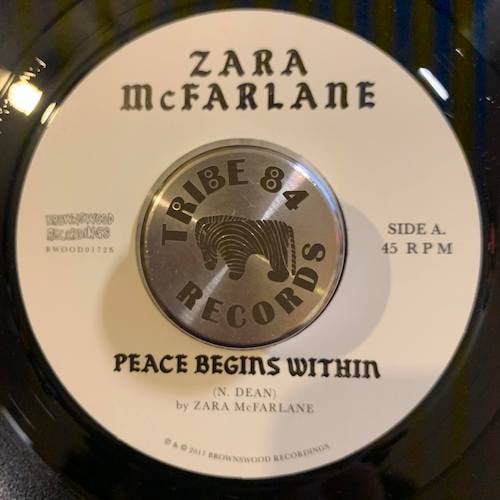 ZARA
McFARLANE
TRIBE 84
RECORDS
BROWNSWOOD
RECORDINGS
BWOOD0172S
SIDE A.
45 RPM
PEACE BEGINS WITHIN
(N. DEAN)
by ZARA McFARLANE
℗ & © 2017 BROWNSWOOD RECORDINGS.